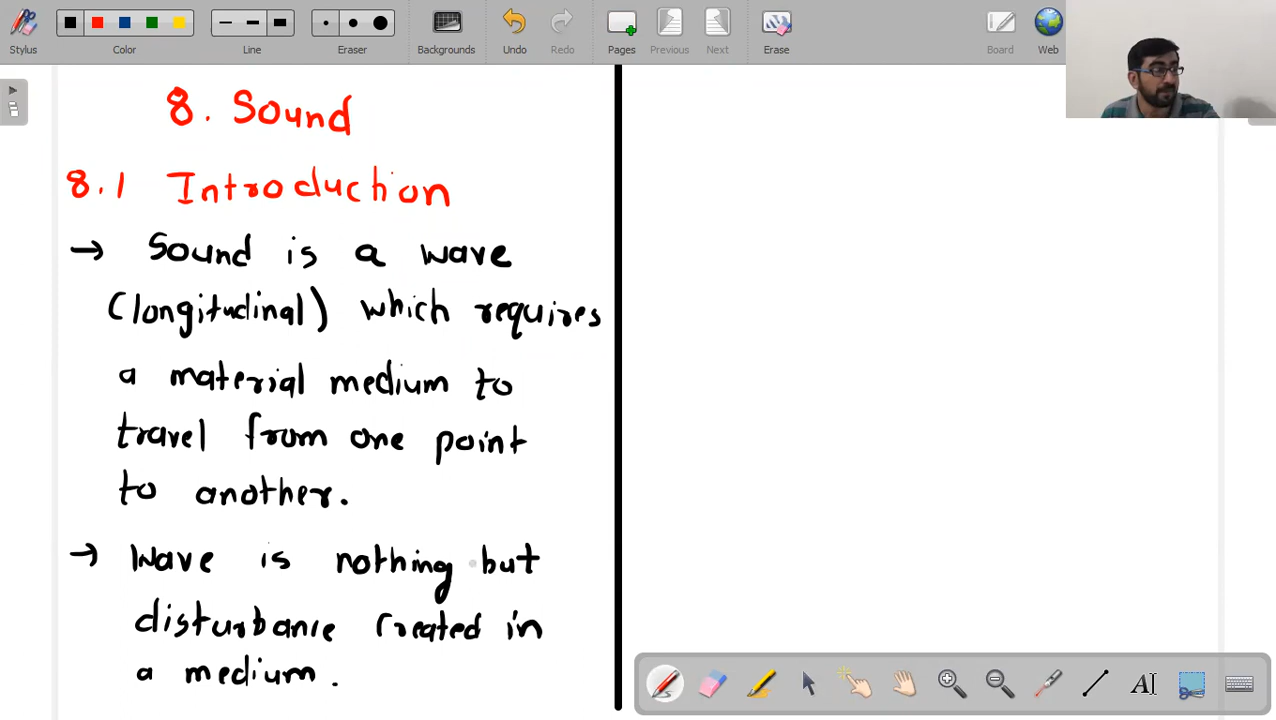 Stylus
Color
Line
Eraser
Backgrounds
Undo
Redo
Pages
Previous
Next
Erase
Board
Web
8. Sound
8.1 Introduction
→ Sound is a wave
(longitudinal) which requires
a material medium to
travel from one point
to another.
→ Wave is nothing but
disturbance created in
a medium.